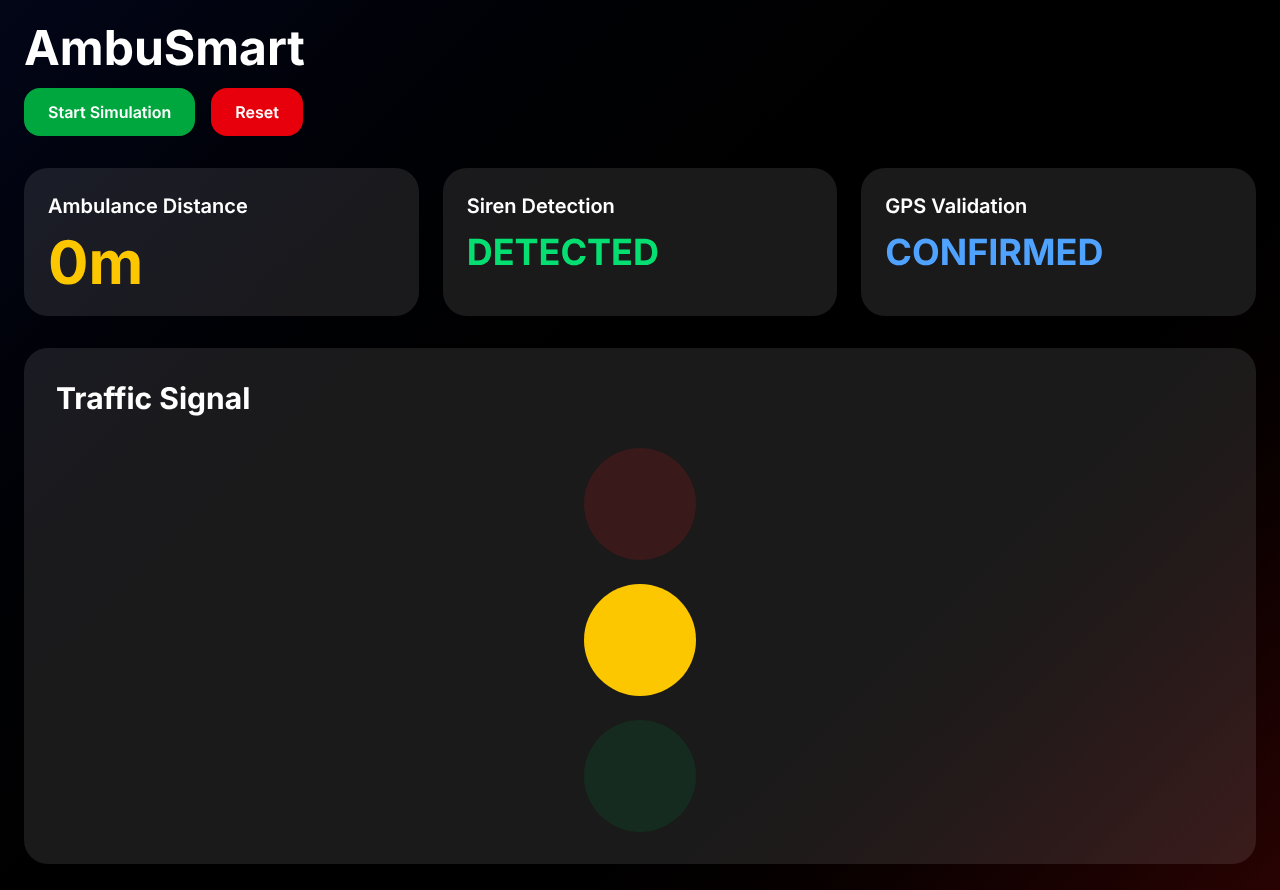 AmbuSmart
Start Simulation
Reset
Ambulance Distance
0m
Siren Detection
DETECTED
GPS Validation
CONFIRMED
Traffic Signal